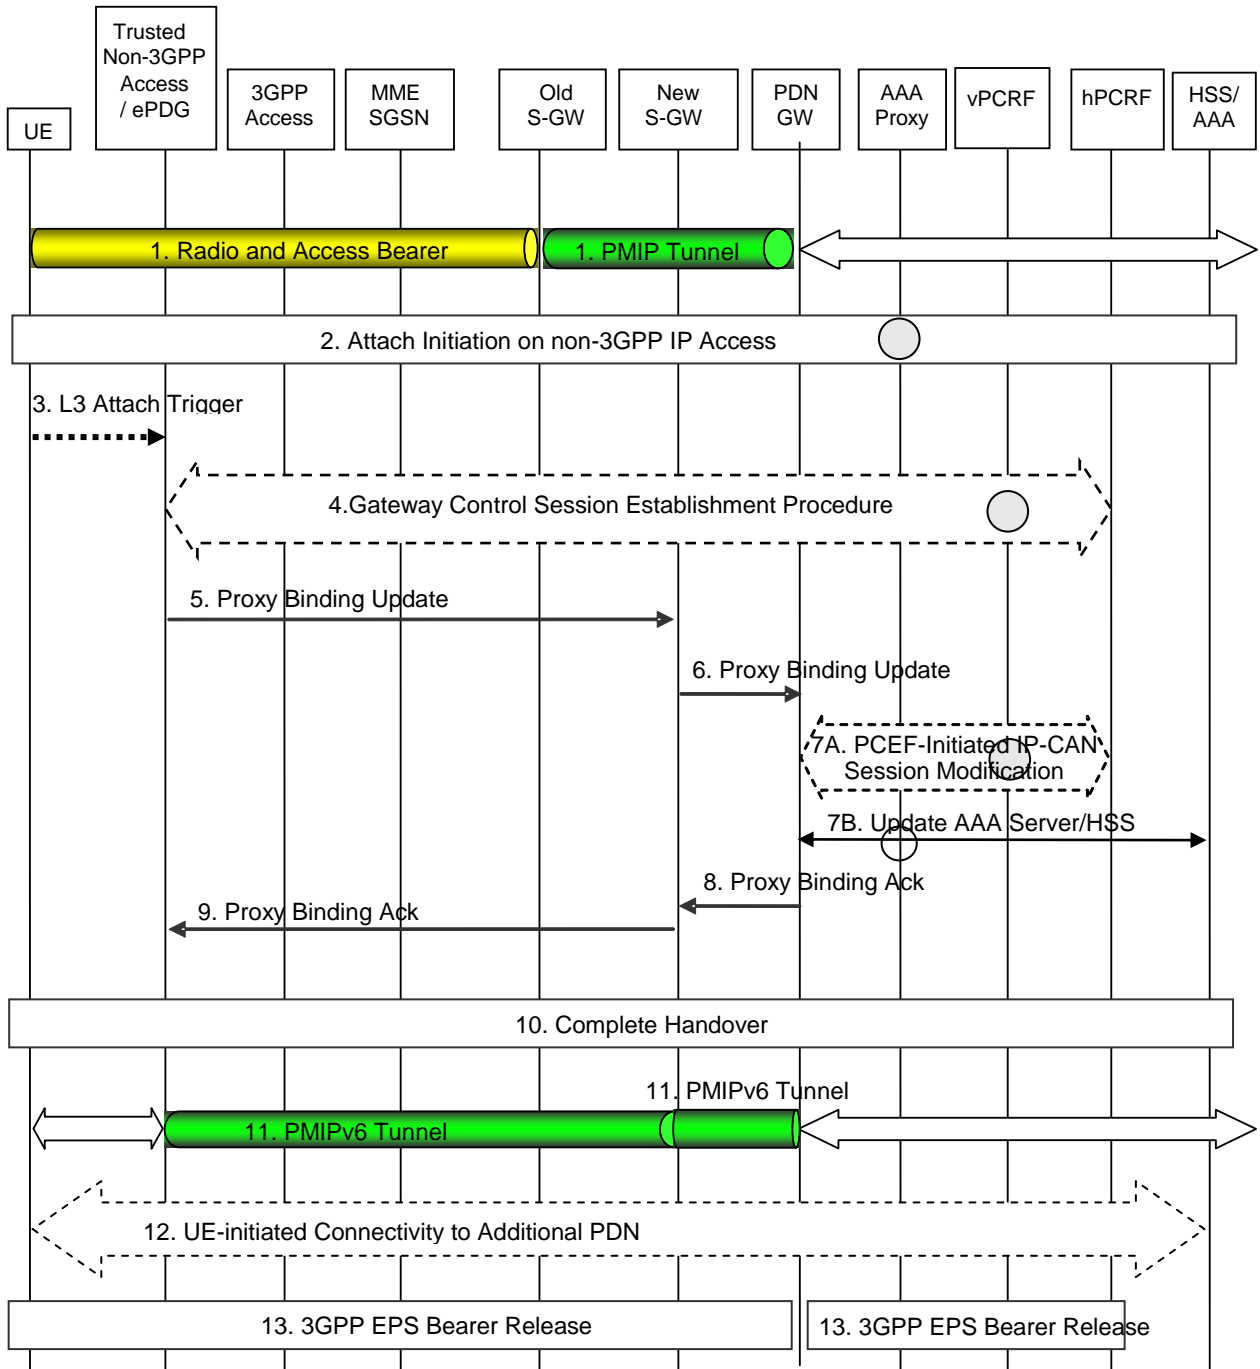 Trusted
Non-3GPP
Access
/ ePDG
UE
3GPP
Access
MME
SGSN
Old
S-GW
New
S-GW
PDN
GW
AAA
Proxy
vPCRF
hPCRF
HSS/
AAA
1. Radio and Access Bearer
1. PMIP Tunnel
2. Attach Initiation on non-3GPP IP Access
3. L3 Attach Trigger
4.Gateway Control Session Establishment Procedure
5. Proxy Binding Update
6. Proxy Binding Update
7A. PCEF-Initiated IP-CAN
Session Modification
7B. Update AAA Server/HSS
8. Proxy Binding Ack
9. Proxy Binding Ack
10. Complete Handover
11. PMIPv6 Tunnel
11. PMIPv6 Tunnel
12. UE-initiated Connectivity to Additional PDN
13. 3GPP EPS Bearer Release
13. 3GPP EPS Bearer Release